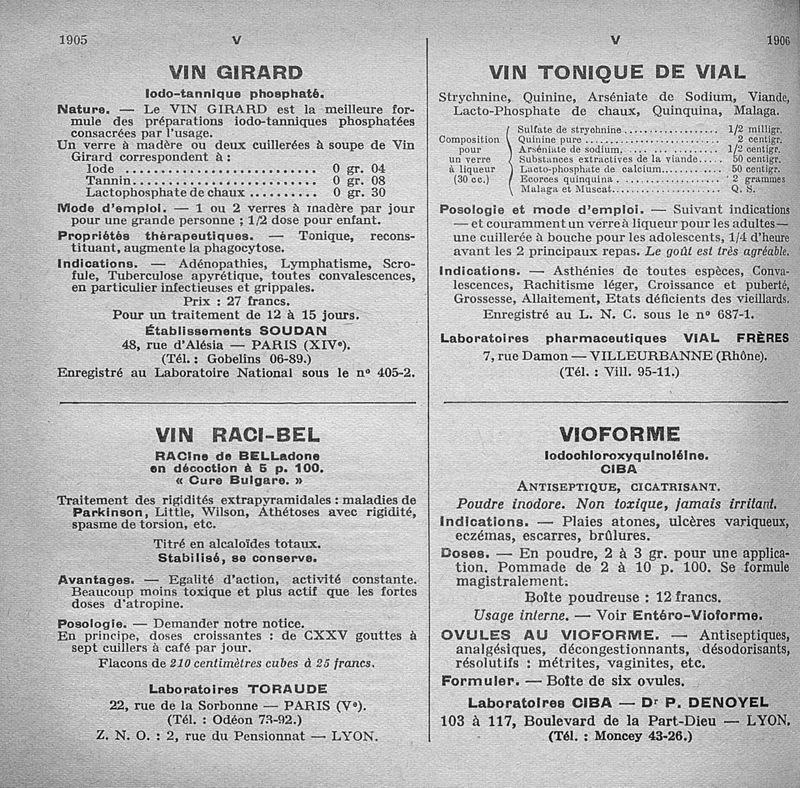 1905 V
VIN GIRARD
Iodo-tannique phosphaté.
Nature. — Le VIN GIRARD est la meilleure for-
mule des préparations iodo-tanniques phosphatées
consacrées par l'usage.
Un verre à madère ou deux cuillerées à soupe de Vin
Girard correspondent à :
Iode ............................ 0 gr. 04
Tannin........................... 0 gr. 08
Lactophosphate de chaux .......... 0 gr. 30
Mode d'emploi. — 1 ou 2 verres à madère par jour
pour une grande personne ; 1/2 dose pour enfant.
Propriétés thérapeutiques. — Tonique, recons-
tituant, augmente la phagocytose.
Indications. — Adénopathies, Lymphatisme, Scro-
fule, Tuberculose apyrétique, toutes convalescences,
en particulier infectieuses et grippales.
Prix : 27 francs.
Pour un traitement de 12 à 15 jours.
Établissements SOUDAN
48, rue d'Alésia — PARIS (XIVe).
(Tél. : Gobelins 06-89.)
Enregistré au Laboratoire National sous le n° 405-2.
VIN RACI-BEL
RACine de BELLadone
en décoction à 5 p. 100.
« Cure Bulgare. »
Traitement des rigidités extrapyramidales : maladies de
Parkinson, Little, Wilson, Athétoses avec rigidité,
spasme de torsion, etc.
Titré en alcaloïdes totaux.
Stabilisé, se conserve.
Avantages. — Egalité d'action, activité constante.
Beaucoup moins toxique et plus actif que les fortes
doses d'atropine.
Posologie. — Demander notre notice.
En principe, doses croissantes : de CXXV gouttes à
sept cuillers à café par jour.
Flacons de 210 centimètres cubes à 25 francs.
Laboratoires TORAUDE
22, rue de la Sorbonne — PARIS (Ve).
(Tél. : Odéon 73-92.)
Z. N. O. : 2, rue du Pensionnat — LYON.
V 1906
VIN TONIQUE DE VIAL
Strychnine, Quinine, Arséniate de Sodium, Viande,
Lacto-Phosphate de chaux, Quinquina, Malaga.
Composition pour un verre à liqueur (30 cc.)
Sulfate de strychnine................... 1/2 milligr.
Quinine pure ........................... 2 centigr.
Arséniate de sodium..................... 1/2 centigr.
Substances extractives de la viande..... 50 centigr.
Lacto-phosphate de calcium.............. 50 centigr.
Ecorces quinquina ...................... 2 grammes
Malaga et Muscat........................ Q. S.
Posologie et mode d'emploi. — Suivant indications
— et couramment un verre à liqueur pour les adultes —
une cuillerée à bouche pour les adolescents, 1/4 d'heure
avant les 2 principaux repas. Le goût est très agréable.
Indications. — Asthénies de toutes espèces, Conva-
lescences, Rachitisme léger, Croissance et puberté,
Grossesse, Allaitement, Etats déficients des vieillards.
Enregistré au L. N. C. sous le n° 687-1.
Laboratoires pharmaceutiques VIAL FRÈRES
7, rue Damon — VILLEURBANNE (Rhône).
(Tél. : Vill. 95-11.)
VIOFORME
Iodochloroxyquinoléine.
CIBA
ANTISEPTIQUE, CICATRISANT.
Poudre inodore. Non toxique, jamais irritant.
Indications. — Plaies atones, ulcères variqueux,
eczémas, escarres, brûlures.
Doses. — En poudre, 2 à 3 gr. pour une applica-
tion. Pommade de 2 à 10 p. 100. Se formule
magistralement.
Boîte poudreuse : 12 francs.
Usage interne. — Voir Entéro-Vioforme.
OVULES AU VIOFORME. — Antiseptiques,
analgésiques, décongestionnants, désodorisants,
résolutifs : métrites, vaginites, etc.
Formuler. — Boîte de six ovules.
Laboratoires CIBA — Dr P. DENOYEL
103 à 117, Boulevard de la Part-Dieu — LYON.
(Tél. : Moncey 43-26.)